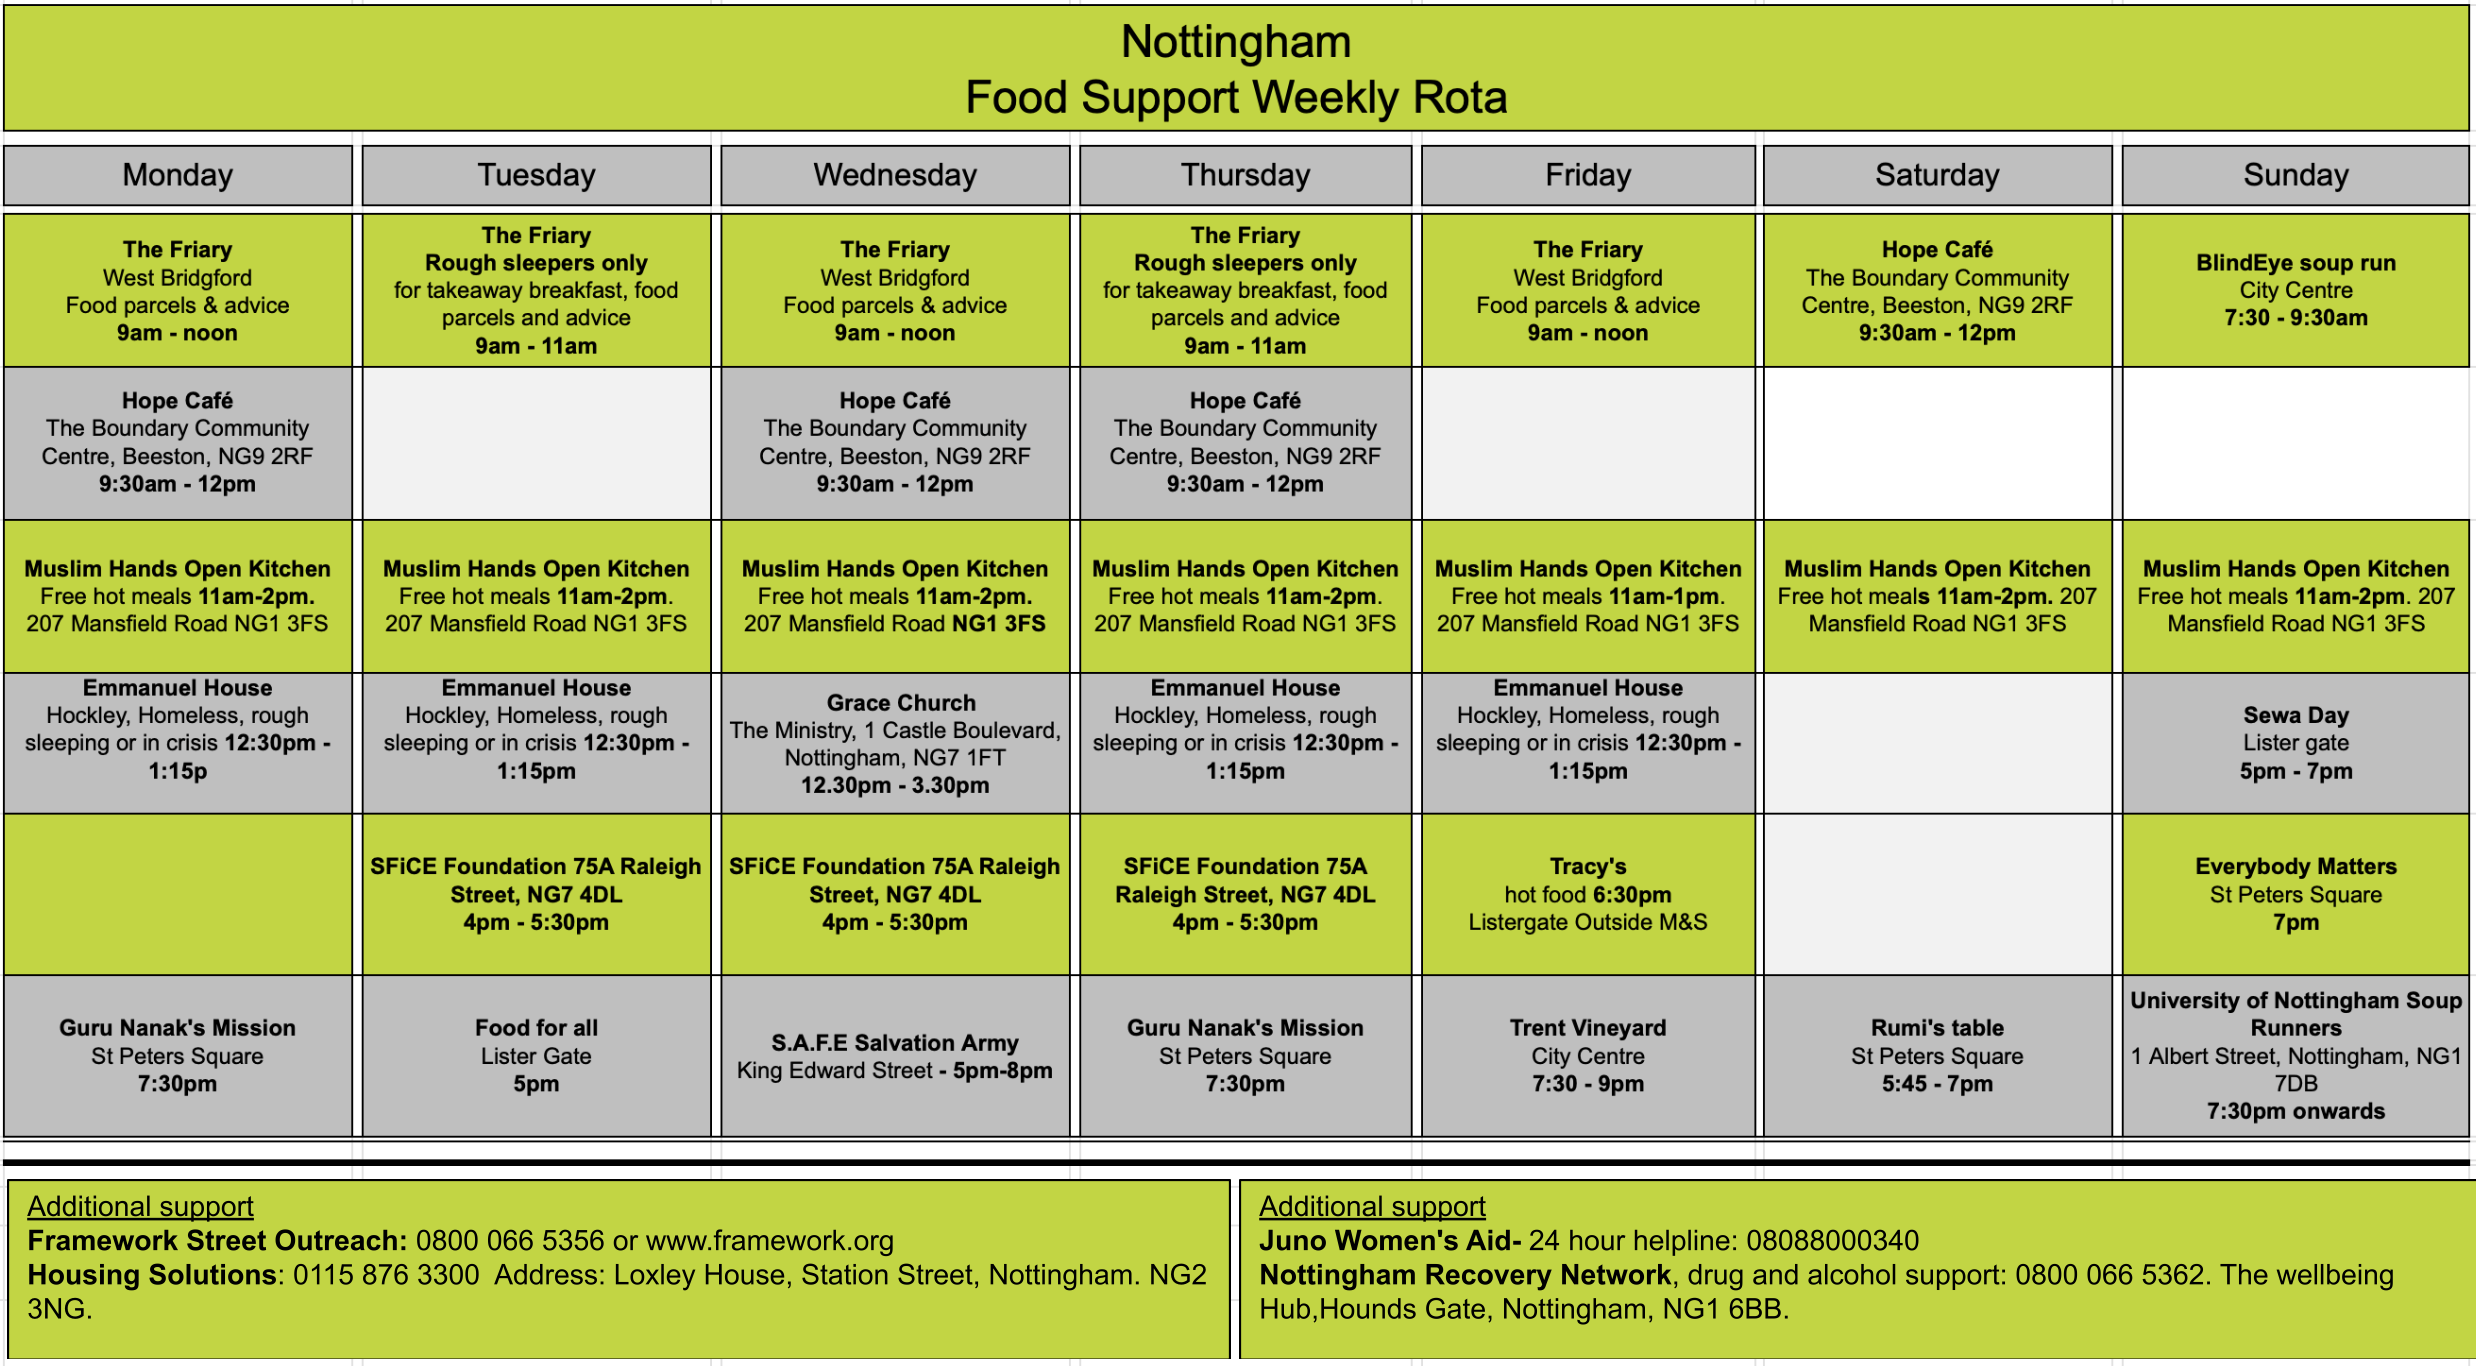 Nottingham
Food Support Weekly Rota
Monday
Tuesday
Wednesday
Thursday
Friday
Saturday
Sunday
The Friary
West Bridgford
Food parcels & advice
9am - noon
The Friary
Rough sleepers only
for takeaway breakfast, food
parcels and advice
9am - 11am
The Friary
West Bridgford
Food parcels & advice
9am - noon
The Friary
Rough sleepers only
for takeaway breakfast, food
parcels and advice
9am - 11am
The Friary
West Bridgford
Food parcels & advice
9am - noon
Hope Café
The Boundary Community
Centre, Beeston, NG9 2RF
9:30am - 12pm
BlindEye soup run
City Centre
7:30 - 9:30am
Hope Café
The Boundary Community
Centre, Beeston, NG9 2RF
9:30am - 12pm
Hope Café
The Boundary Community
Centre, Beeston, NG9 2RF
9:30am - 12pm
Hope Café
The Boundary Community
Centre, Beeston, NG9 2RF
9:30am - 12pm
Muslim Hands Open Kitchen
Free hot meals 11am-2pm.
207 Mansfield Road NG1 3FS
Muslim Hands Open Kitchen
Free hot meals 11am-2pm.
207 Mansfield Road NG1 3FS
Muslim Hands Open Kitchen
Free hot meals 11am-2pm.
207 Mansfield Road NG1 3FS
Muslim Hands Open Kitchen
Free hot meals 11am-2pm.
207 Mansfield Road NG1 3FS
Muslim Hands Open Kitchen
Free hot meals 11am-1pm.
207 Mansfield Road NG1 3FS
Muslim Hands Open Kitchen
Free hot meals 11am-2pm. 207
Mansfield Road NG1 3FS
Muslim Hands Open Kitchen
Free hot meals 11am-2pm. 207
Mansfield Road NG1 3FS
Emmanuel House
Hockley, Homeless, rough
sleeping or in crisis 12:30pm -
1:15p
Emmanuel House
Hockley, Homeless, rough
sleeping or in crisis 12:30pm -
1:15pm
Grace Church
The Ministry, 1 Castle Boulevard,
Nottingham, NG7 1FT
12.30pm - 3.30pm
Emmanuel House
Hockley, Homeless, rough
sleeping or in crisis 12:30pm -
1:15pm
Emmanuel House
Hockley, Homeless, rough
sleeping or in crisis 12:30pm -
1:15pm
Sewa Day
Lister gate
5pm - 7pm
SFiCE Foundation 75A Raleigh
Street, NG7 4DL
4pm - 5:30pm
SFiCE Foundation 75A Raleigh
Street, NG7 4DL
4pm - 5:30pm
SFiCE Foundation 75A
Raleigh Street, NG7 4DL
4pm - 5:30pm
Tracy's
hot food 6:30pm
Listergate Outside M&S
Everybody Matters
St Peters Square
7pm
Guru Nanak's Mission
St Peters Square
7:30pm
Food for all
Lister Gate
5pm
S.A.F.E Salvation Army
King Edward Street - 5pm-8pm
Guru Nanak's Mission
St Peters Square
7:30pm
Trent Vineyard
City Centre
7:30 - 9pm
Rumi's table
St Peters Square
5:45 - 7pm
University of Nottingham Soup
Runners
1 Albert Street, Nottingham, NG1
7DB
7:30pm onwards
Additional support
Framework Street Outreach: 0800 066 5356 or www.framework.org
Housing Solutions: 0115 876 3300  Address: Loxley House, Station Street, Nottingham. NG2
3NG.
Additional support
Juno Women's Aid- 24 hour helpline: 08088000340
Nottingham Recovery Network, drug and alcohol support: 0800 066 5362. The wellbeing
Hub,Hounds Gate, Nottingham, NG1 6BB.